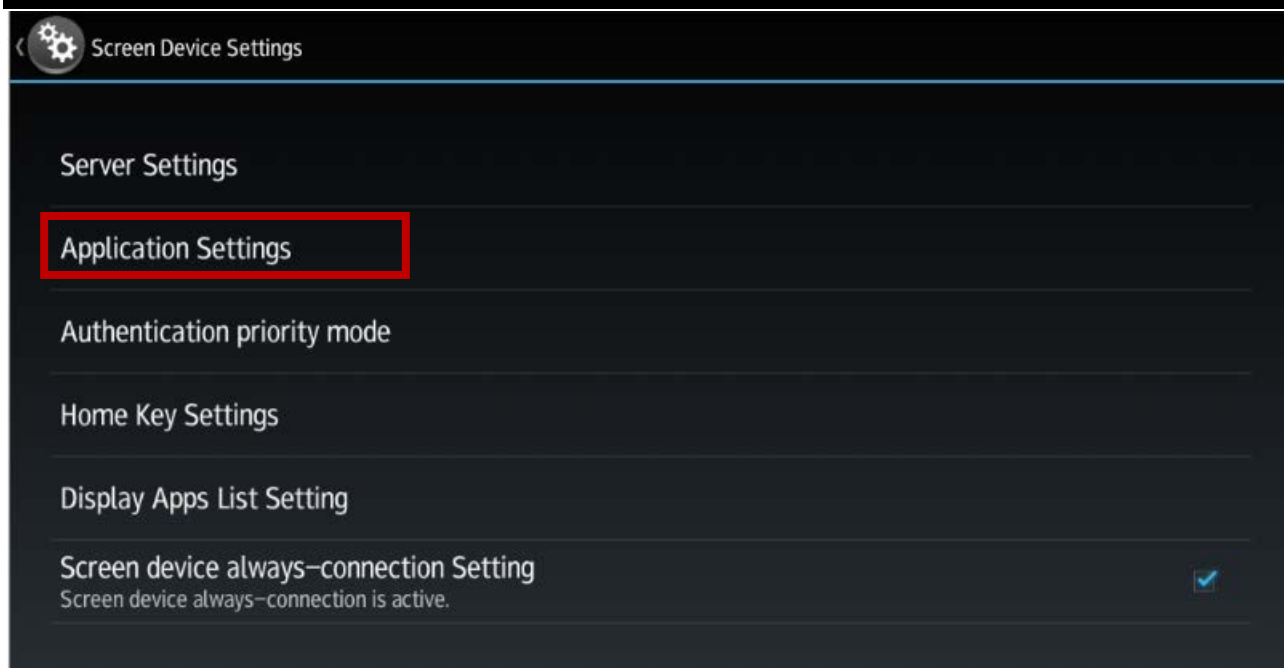 Screen Device Settings
Server Settings
Application Settings
Authentication priority mode
Home Key Settings
Display Apps List Setting
Screen device always-connection Setting
Screen device always-connection is active.